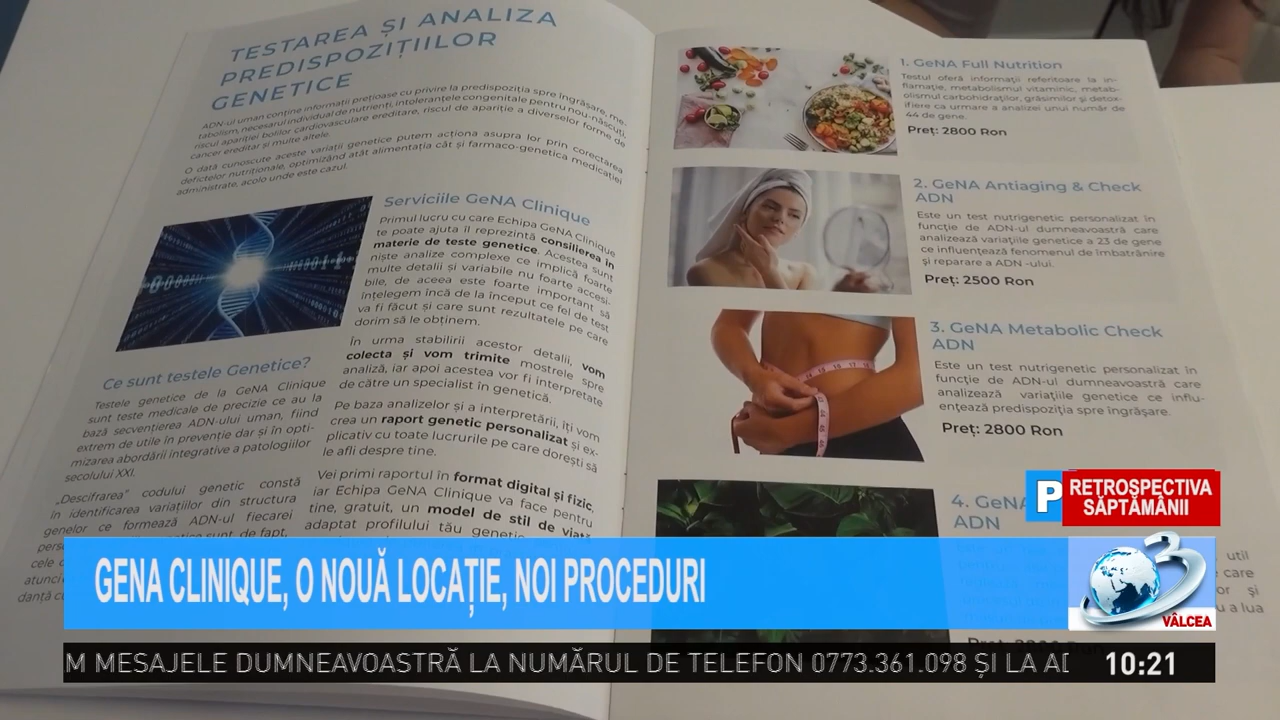 TESTAREA ȘI ANALIZA
PREDISPOZIȚIILOR
GENETICE
ADN-ul uman conține informații prețioase cu privire la predispoziția spre îngrășare, me-
tabolism, necesarul individual de nutrienți, intoleranțele congenitale pentru nou-născuți,
riscul apariției bolilor cardiovasculare ereditare, riscul de apariție a diverselor forme de
cancer ereditar și multe altele.
O dată cunoscute aceste variații genetice putem acționa asupra lor prin corectarea
defictelor nutriționale, optimizând atât alimentația cât și farmaco-genetica medicației
administrate, acolo unde este cazul.
Ce sunt testele Genetice?
Testele genetice de la GeNA Clinique
sunt teste medicale de precizie ce au la
bază secvențierea ADN-ului uman, fiind
extrem de utile în prevenție dar și în opti-
mizarea abordării integrative a patologiilor
secolului XXI.
„Descifrarea” codului genetic constă
în identificarea variațiilor din structura
genelor ce formează ADN-ul fiecarei
Serviciile GeNA Clinique
Primul lucru cu care Echipa GeNA Clinique
te poate ajuta îl reprezintă consilierea în
materie de teste genetice. Acestea sunt
niște analize complexe ce implică foarte
multe detalii și variabile nu foarte accesi-
bile, de aceea este foarte important să
înțelegem încă de la început ce fel de test
va fi făcut și care sunt rezultatele pe care
dorim să le obținem.
În urma stabilirii acestor detalii, vom
colecta și vom trimite mostrele spre
analiză, iar apoi acestea vor fi interpretate
de către un specialist în genetică.
Pe baza analizelor și a interpretării, îți vom
crea un raport genetic personalizat și ex-
plicativ cu toate lucrurile pe care dorești să
le afli despre tine.
Vei primi raportul în format digital și fizic,
iar Echipa GeNA Clinique va face pentru
tine, gratuit, un model de stil de viață
adaptat profilului tău genetic
1. GeNA Full Nutrition
Testul oferă informații referitoare la in-
flamație, metabolismul vitaminic, metab-
olismul carbohidraților, grăsimilor și detox-
ifiere ca urmare a analizei unui număr de
44 de gene.
Preț: 2800 Ron
2. GeNA Antiaging & Check
ADN
Este un test nutrigenetic personalizat în
funcție de ADN-ul dumneavoastră care
analizează variațiile genetice a 23 de gene
ce influențează fenomenul de îmbatrânire
și reparare a ADN -ului.
Preț: 2500 Ron
3. GeNA Metabolic Check
ADN
Este un test nutrigenetic personalizat în
funcție de ADN-ul dumneavoastră care
analizează variațiile genetice ce influ-
ențează predispoziția spre îngrășare.
Preț: 2800 Ron
4. GeNA
ADN
util
care
și
a lua
P RETROSPECTIVA
SĂPTĂMÂNII
GENA CLINIQUE, O NOUĂ LOCAȚIE, NOI PROCEDURI
3
VÂLCEA
M MESAJELE DUMNEAVOASTRĂ LA NUMĂRUL DE TELEFON 0773.361.098 ȘI LA AD
10:21